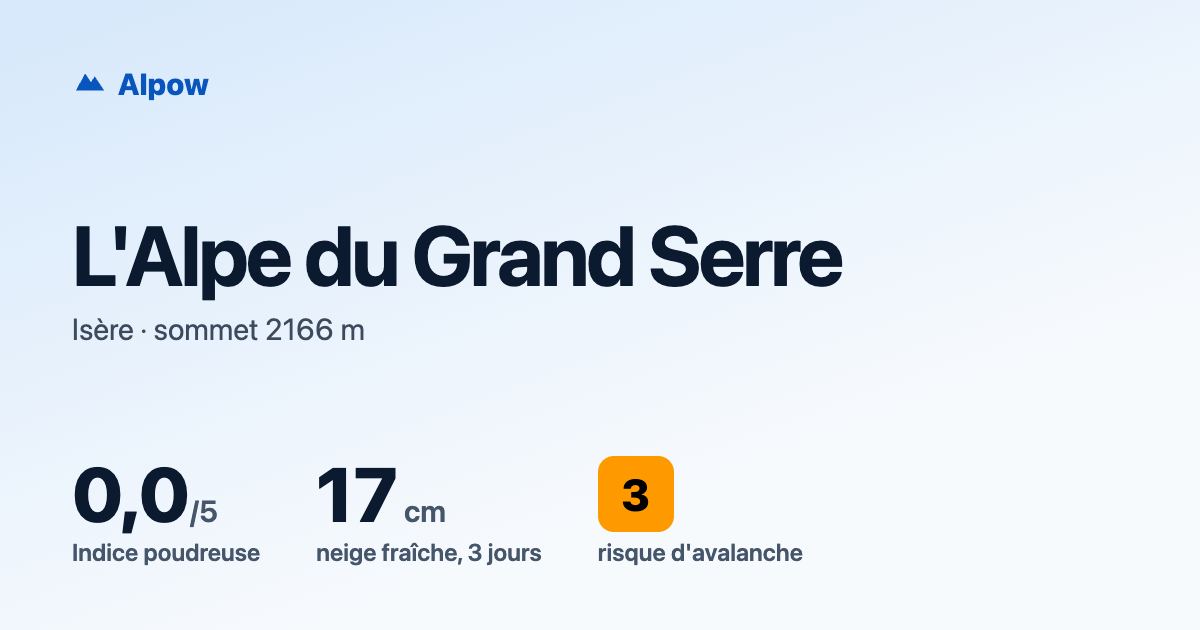 Alpow
L'Alpe du Grand Serre
Isère · sommet 2166 m
0,0/5
Indice poudreuse
17 cm
neige fraîche, 3 jours
3
risque d'avalanche